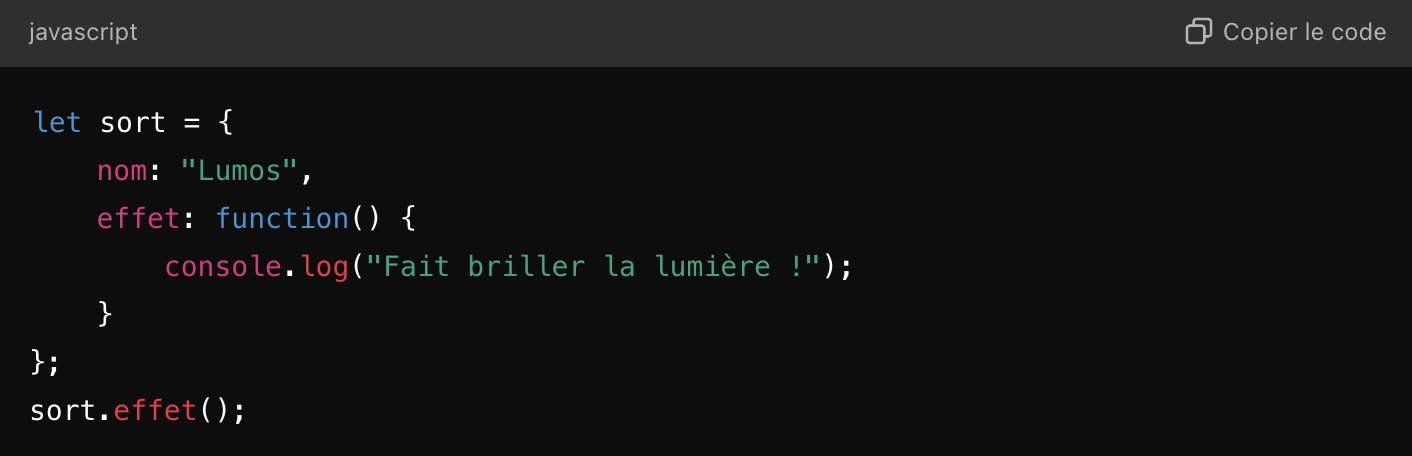 javascript
Copier le code
let sort = {
    nom: "Lumos",
    effet: function() {
        console.log("Fait briller la lumière !");
    }
};
sort.effet();